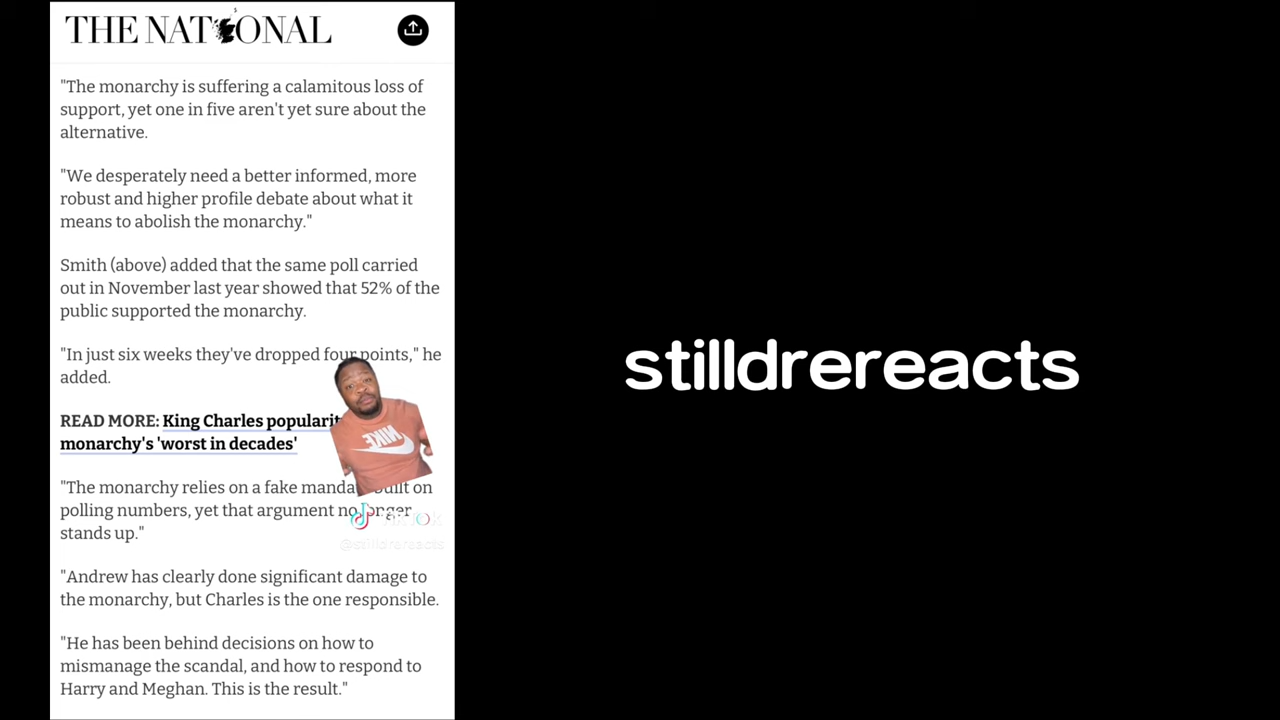 THE NATIONAL
"The monarchy is suffering a calamitous loss of
support, yet one in five aren't yet sure about the
alternative.
"We desperately need a better informed, more
robust and higher profile debate about what it
means to abolish the monarchy."
Smith (above) added that the same poll carried
out in November last year showed that 52% of the
public supported the monarchy.
"In just six weeks they've dropped four points," he
added.
READ MORE: King Charles popularit
monarchy's 'worst in decades'
NIKE
"The monarchy relies on a fake manda built on
polling numbers, yet that argument no longer
stands up."
TikTok
@stilldrereacts
"Andrew has clearly done significant damage to
the monarchy, but Charles is the one responsible.
"He has been behind decisions on how to
mismanage the scandal, and how to respond to
Harry and Meghan. This is the result."
stilldrereacts